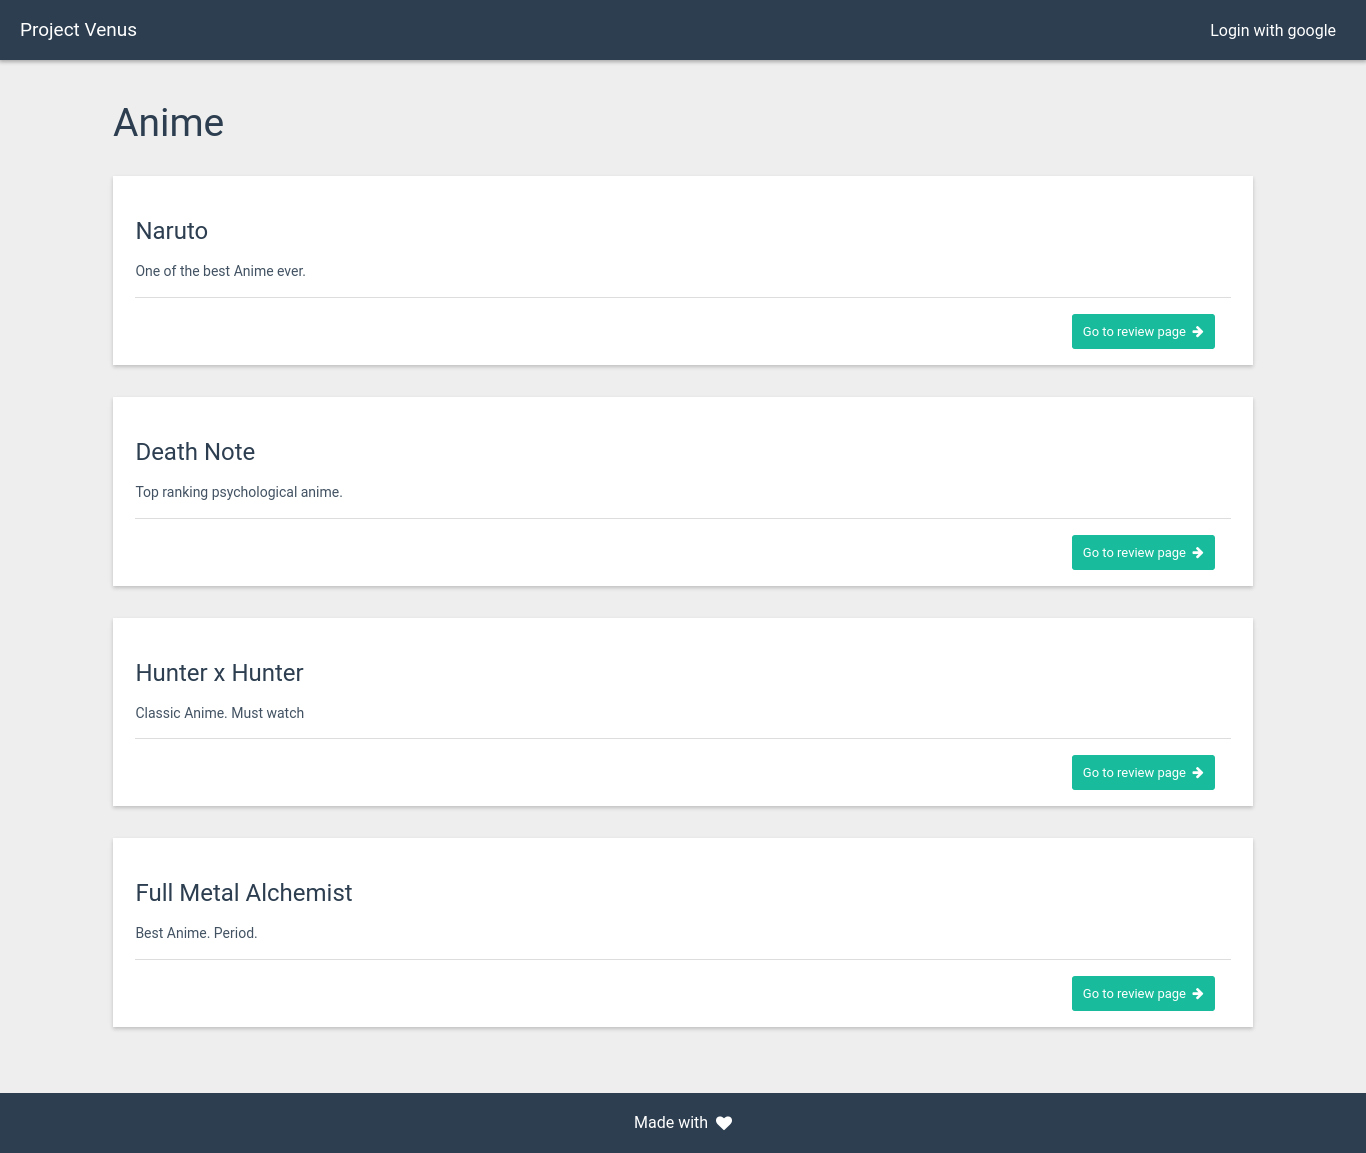 Project Venus
Login with google
Anime
Naruto
One of the best Anime ever.
Go to review page
Death Note
Top ranking psychological anime.
Go to review page
Hunter x Hunter
Classic Anime. Must watch
Go to review page
Full Metal Alchemist
Best Anime. Period.
Go to review page
Made with